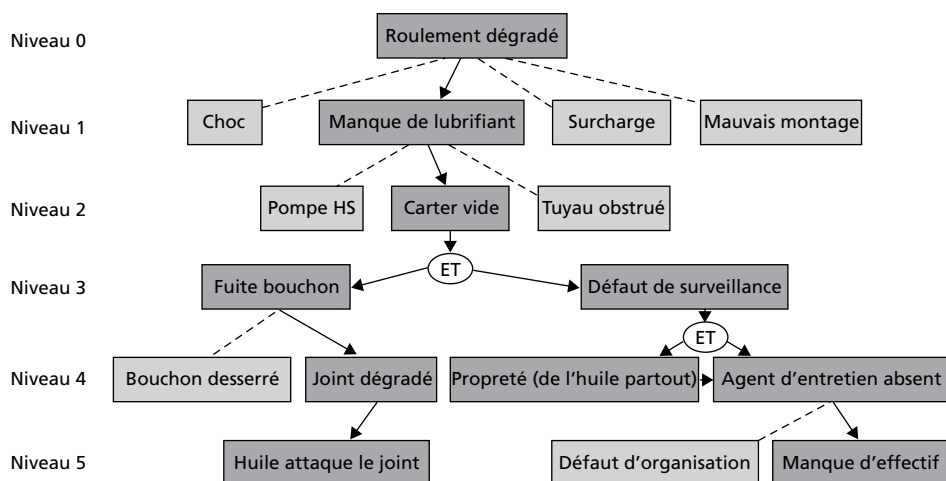 Niveau 0
Roulement dégradé
Niveau 1
Choc
Manque de lubrifiant
Surcharge
Mauvais montage
Niveau 2
Pompe HS
Carter vide
Tuyau obstrué
ET
Niveau 3
Fuite bouchon
Défaut de surveillance
ET
Niveau 4
Bouchon desserré
Joint dégradé
Propreté (de l'huile partout)
Agent d'entretien absent
Niveau 5
Huile attaque le joint
Défaut d'organisation
Manque d'effectif